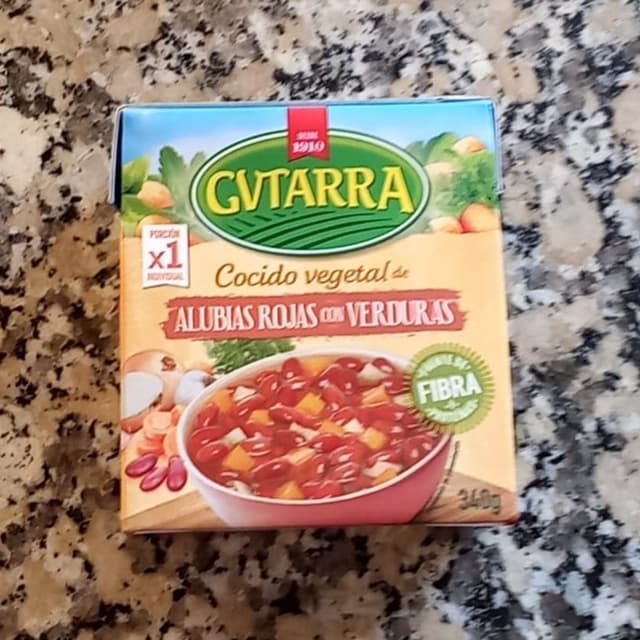 DESDE
1910
GVTARRA
PORCIÓN
x1
INDIVIDUAL
Cocido vegetal de
ALUBIAS ROJAS CON VERDURAS
FIBRA
340g